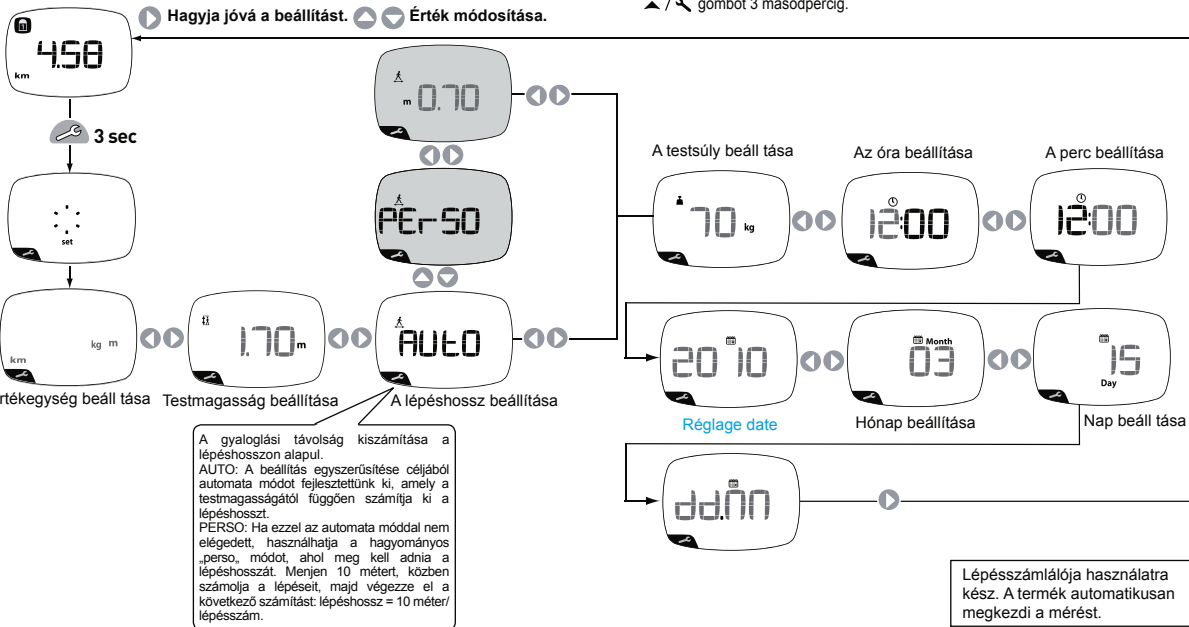 ▲ / gombot 3 másodpercig.
Hagyja jóvá a beállítást. Érték módosítása.
4.58
km
3 sec
set
kg m
km
rtékegység beáll tása
1.70 m
Testmagasság beállítása
m 0.70
PErSO
AUtO
A lépéshossz beállítása
A gyaloglási távolság kiszámítása a
lépéshosszon alapul.
AUTO: A beállítás egyszerűsítése céljából
automata módot fejlesztettünk ki, amely a
testmagasságától függően számítja ki a
lépéshosszt.
PERSO: Ha ezzel az automata móddal nem
elégedett, használhatja a hagyományos
„perso„ módot, ahol meg kell adnia a
lépéshosszát. Menjen 10 métert, közben
számolja a lépéseit, majd végezze el a
következő számítást: lépéshossz = 10 méter/
lépésszám.
A testsúly beáll tása
70 kg
Az óra beállítása
12:00
A perc beállítása
12:00
2010
Réglage date
Month
03
Hónap beállítása
15
Day
Nap beáll tása
dd.MM
Lépésszámlálója használatra
kész. A termék automatikusan
megkezdi a mérést.